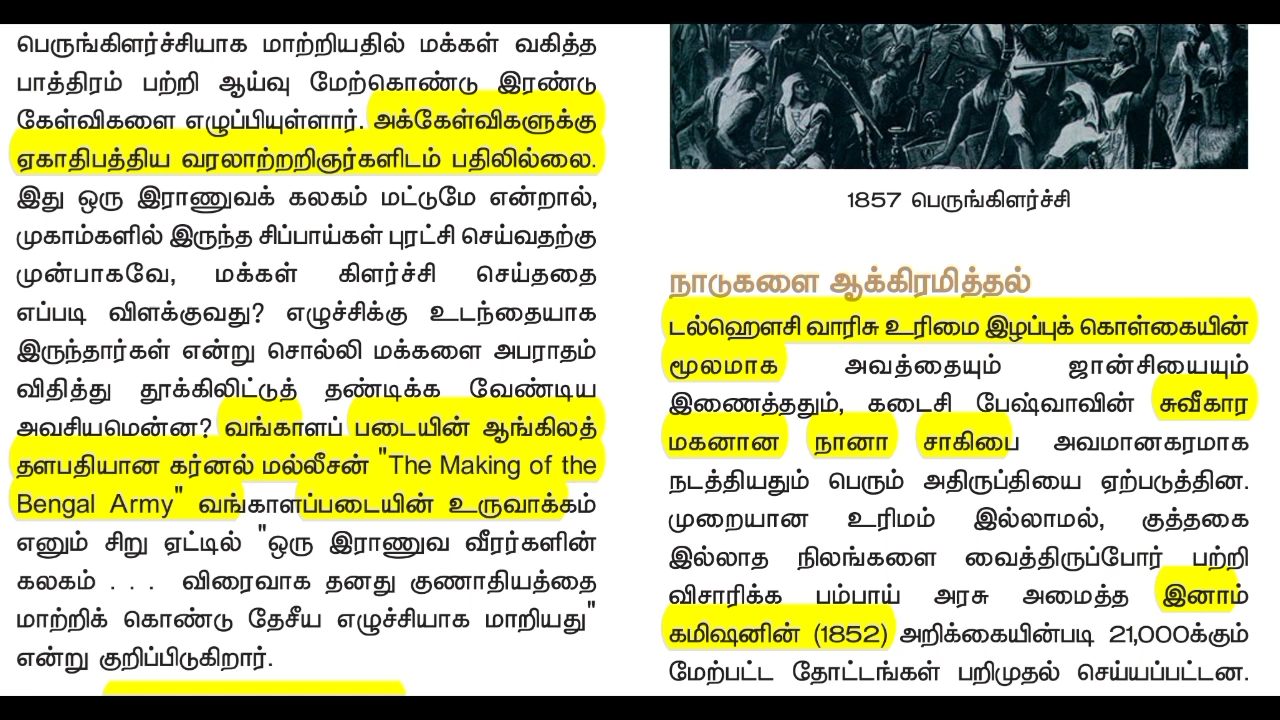 பெருங்கிளர்ச்சியாக மாற்றியதில் மக்கள் வகித்த
பாத்திரம் பற்றி ஆய்வு மேற்கொண்டு இரண்டு
கேள்விகளை எழுப்பியுள்ளார். அக்கேள்விகளுக்கு
ஏகாதிபத்திய வரலாற்றறிஞர்களிடம் பதிலில்லை.
இது ஒரு இராணுவக் கலகம் மட்டுமே என்றால்,
முகாம்களில் இருந்த சிப்பாய்கள் புரட்சி செய்வதற்கு
முன்பாகவே, மக்கள் கிளர்ச்சி செய்ததை
எப்படி விளக்குவது? எழுச்சிக்கு உடந்தையாக
இருந்தார்கள் என்று சொல்லி மக்களை அபராதம்
விதித்து தூக்கிலிட்டுத் தண்டிக்க வேண்டிய
அவசியமென்ன? வங்காளப் படையின் ஆங்கிலத்
தளபதியான கர்னல் மல்லீசன் "The Making of the
Bengal Army" வங்காளப்படையின் உருவாக்கம்
எனும் சிறு ஏட்டில் "ஒரு இராணுவ வீரர்களின்
கலகம் . . . விரைவாக தனது குணாதியத்தை
மாற்றிக் கொண்டு தேசீய எழுச்சியாக மாறியது"
என்று குறிப்பிடுகிறார்.
1857 பெருங்கிளர்ச்சி
நாடுகளை ஆக்கிரமித்தல்
டல்ஹௌசி வாரிசு உரிமை இழப்புக் கொள்கையின்
மூலமாக அவத்தையும் ஜான்சியையும்
இணைத்ததும், கடைசி பேஷ்வாவின் சுவீகார
மகனான நானா சாகிபை அவமானகரமாக
நடத்தியதும் பெரும் அதிருப்தியை ஏற்படுத்தின.
முறையான உரிமம் இல்லாமல், குத்தகை
இல்லாத நிலங்களை வைத்திருப்போர் பற்றி
விசாரிக்க பம்பாய் அரசு அமைத்த இனாம்
கமிஷனின் (1852) அறிக்கையின்படி 21,000க்கும்
மேற்பட்ட தோட்டங்கள் பறிமுதல் செய்யப்பட்டன.